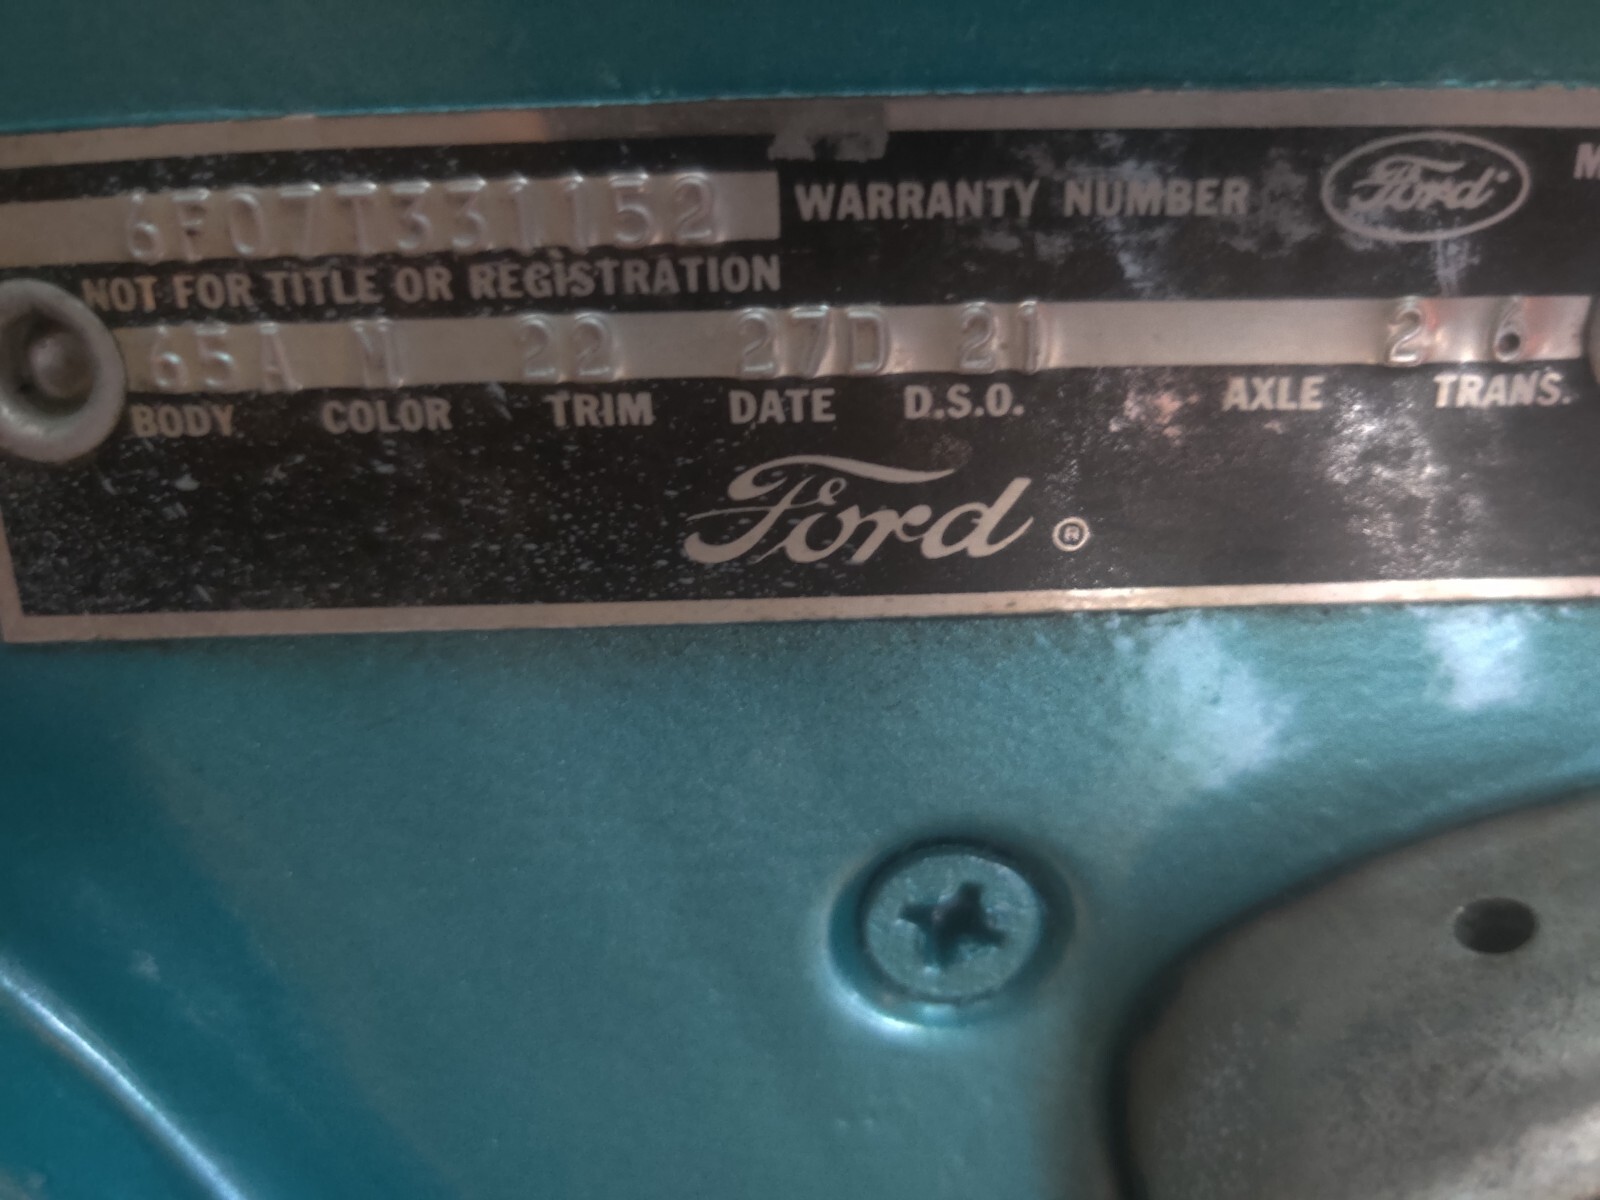 6F07T331152 WARRANTY NUMBER Ford
NOT FOR TITLE OR REGISTRATION
65A 22 27D 21 2 6
BODY COLOR TRIM DATE D.S.O. AXLE TRANS.
Ford ®